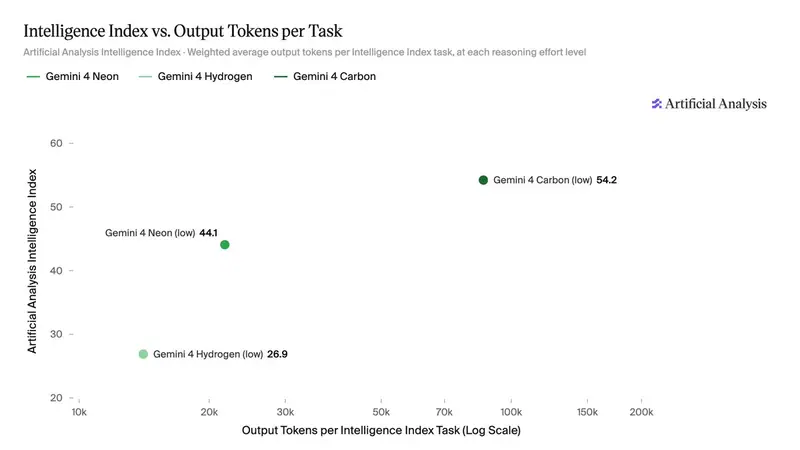 Intelligence Index vs. Output Tokens per Task
Artificial Analysis Intelligence Index · Weighted average output tokens per Intelligence Index task, at each reasoning effort level
Gemini 4 Neon
Gemini 4 Hydrogen
Gemini 4 Carbon
Artificial Analysis
Artificial Analysis Intelligence Index
60
50
40
30
20
Gemini 4 Carbon (low) 54.2
Gemini 4 Neon (low) 44.1
Gemini 4 Hydrogen (low) 26.9
10k
20k
30k
50k
70k
100k
150k
200k
Output Tokens per Intelligence Index Task (Log Scale)